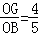 OG/OB = 4/5